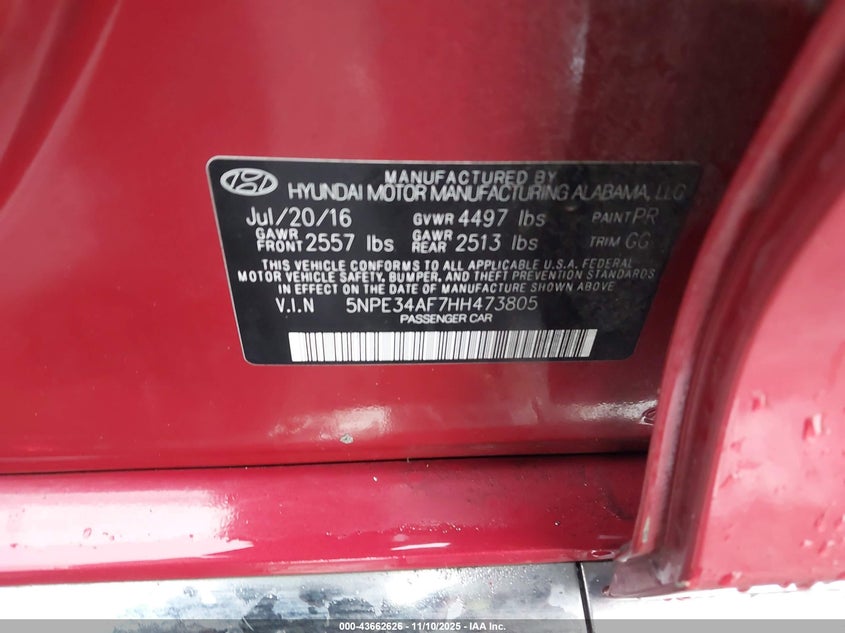 MANUFACTURED BY
HYUNDAI MOTOR MANUFACTURING ALABAMA, LLC
Jul/20/16 GVWR 4497 lbs PAINT PR
GAWR FRONT 2557 lbs GAWR REAR 2513 lbs TRIM GG
THIS VEHICLE CONFORMS TO ALL APPLICABLE U.S.A. FEDERAL
MOTOR VEHICLE SAFETY, BUMPER, AND THEFT PREVENTION STANDARDS
IN EFFECT ON THE DATE OF MANUFACTURE SHOWN ABOVE.
V.I.N 5NPE34AF7HH473805
PASSENGER CAR
000-43662626 - 11/10/2025 - IAA Inc.